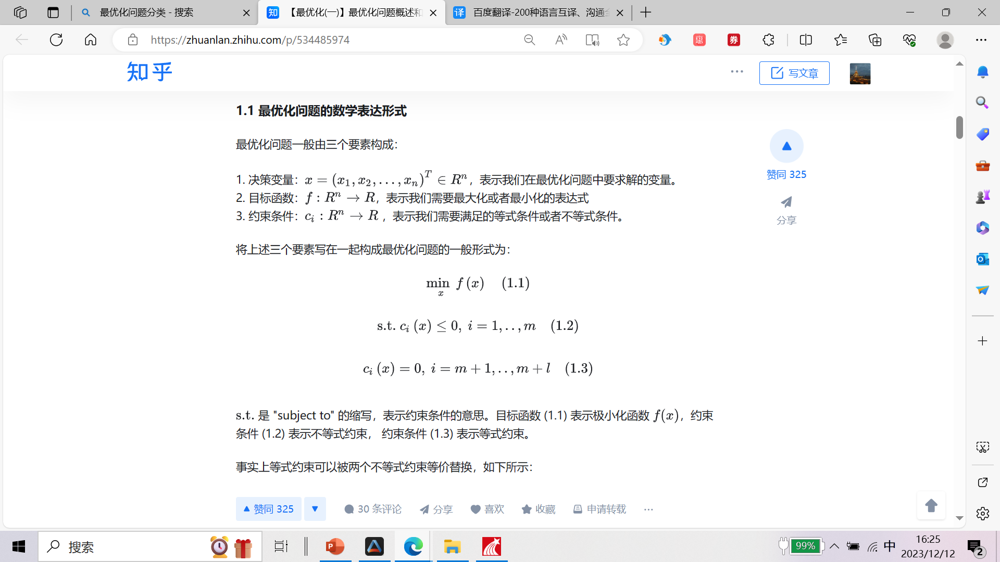 最优化问题分类 - 搜索
【最优化(一)】最优化问题概述和
译 百度翻译-200种语言互译、沟通全
https://zhuanlan.zhihu.com/p/534485974
惠
券
知乎
写文章
1.1 最优化问题的数学表达形式
最优化问题一般由三个要素构成：
1. 决策变量：x = (x₁, x₂, . . . , xₙ)ᵀ ∈ Rⁿ，表示我们在最优化问题中要求解的变量。
2. 目标函数：f : Rⁿ → R，表示我们需要最大化或者最小化的表达式
3. 约束条件：cᵢ : Rⁿ → R ，表示我们需要满足的等式条件或者不等式条件。
赞同 325
分享
将上述三个要素写在一起构成最优化问题的一般形式为：
min f (x) (1.1)
x
s.t. cᵢ (x) ≤ 0, i = 1, . . , m (1.2)
cᵢ (x) = 0, i = m + 1, . . , m + l (1.3)
s.t. 是 "subject to" 的缩写，表示约束条件的意思。目标函数 (1.1) 表示极小化函数 f(x)，约束
条件 (1.2) 表示不等式约束， 约束条件 (1.3) 表示等式约束。
事实上等式约束可以被两个不等式约束等价替换，如下所示：
赞同 325 30 条评论 分享 喜欢 收藏 申请转载
搜索
99% 中
16:25
2023/12/12
2